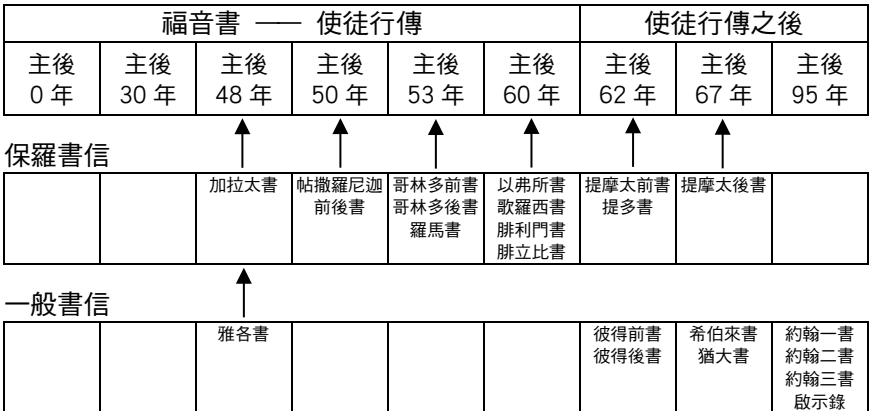 福音書 —— 使徒行傳
使徒行傳之後
主後
0 年
主後
30 年
主後
48 年
主後
50 年
主後
53 年
主後
60 年
主後
62 年
主後
67 年
主後
95 年
保羅書信
加拉太書
帖撒羅尼迦
前後書
哥林多前書
哥林多後書
羅馬書
以弗所書
歌羅西書
腓利門書
腓立比書
提摩太前書
提多書
提摩太後書
一般書信
雅各書
彼得前書
彼得後書
希伯來書
猶大書
約翰一書
約翰二書
約翰三書
啟示錄